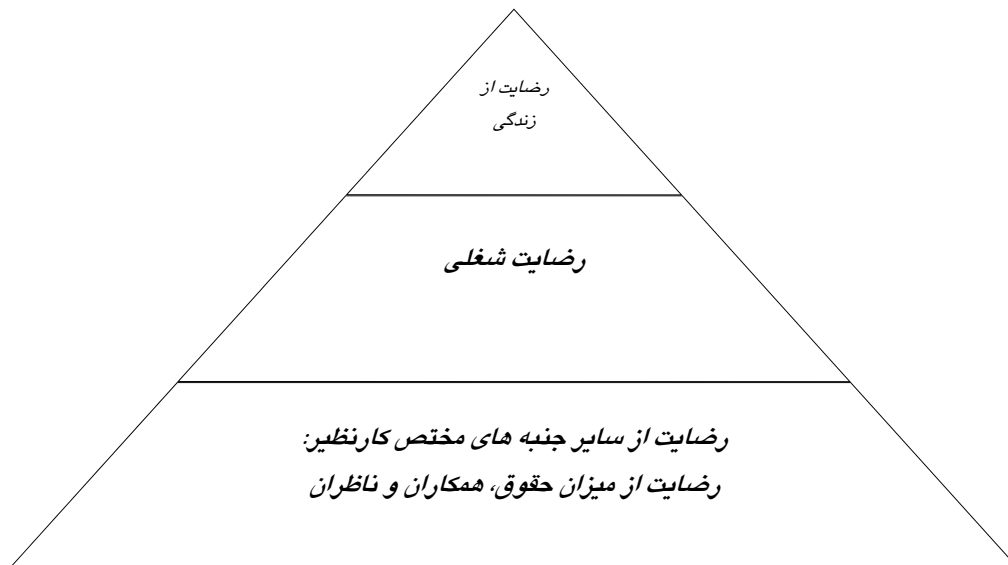 رضایت از
زندگی
رضایت شغلی
رضایت از سایر جنبه های مختص کارنظیر:
رضایت از میزان حقوق، همکاران و ناظران